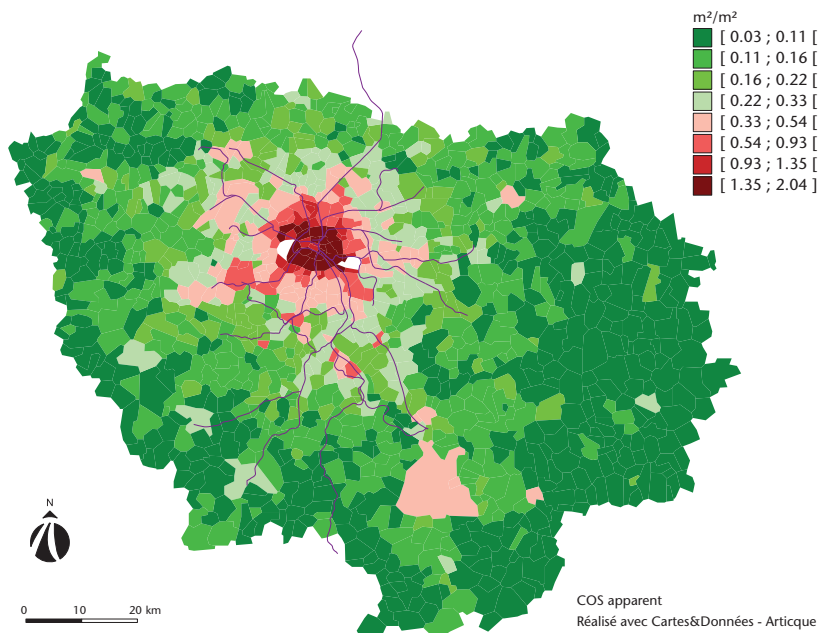 m²/m²
[ 0.03 ; 0.11 [
[ 0.11 ; 0.16 [
[ 0.16 ; 0.22 [
[ 0.22 ; 0.33 [
[ 0.33 ; 0.54 [
[ 0.54 ; 0.93 [
[ 0.93 ; 1.35 [
[ 1.35 ; 2.04 ]
N
0 10 20 km
COS apparent
Réalisé avec Cartes&Données - Articque